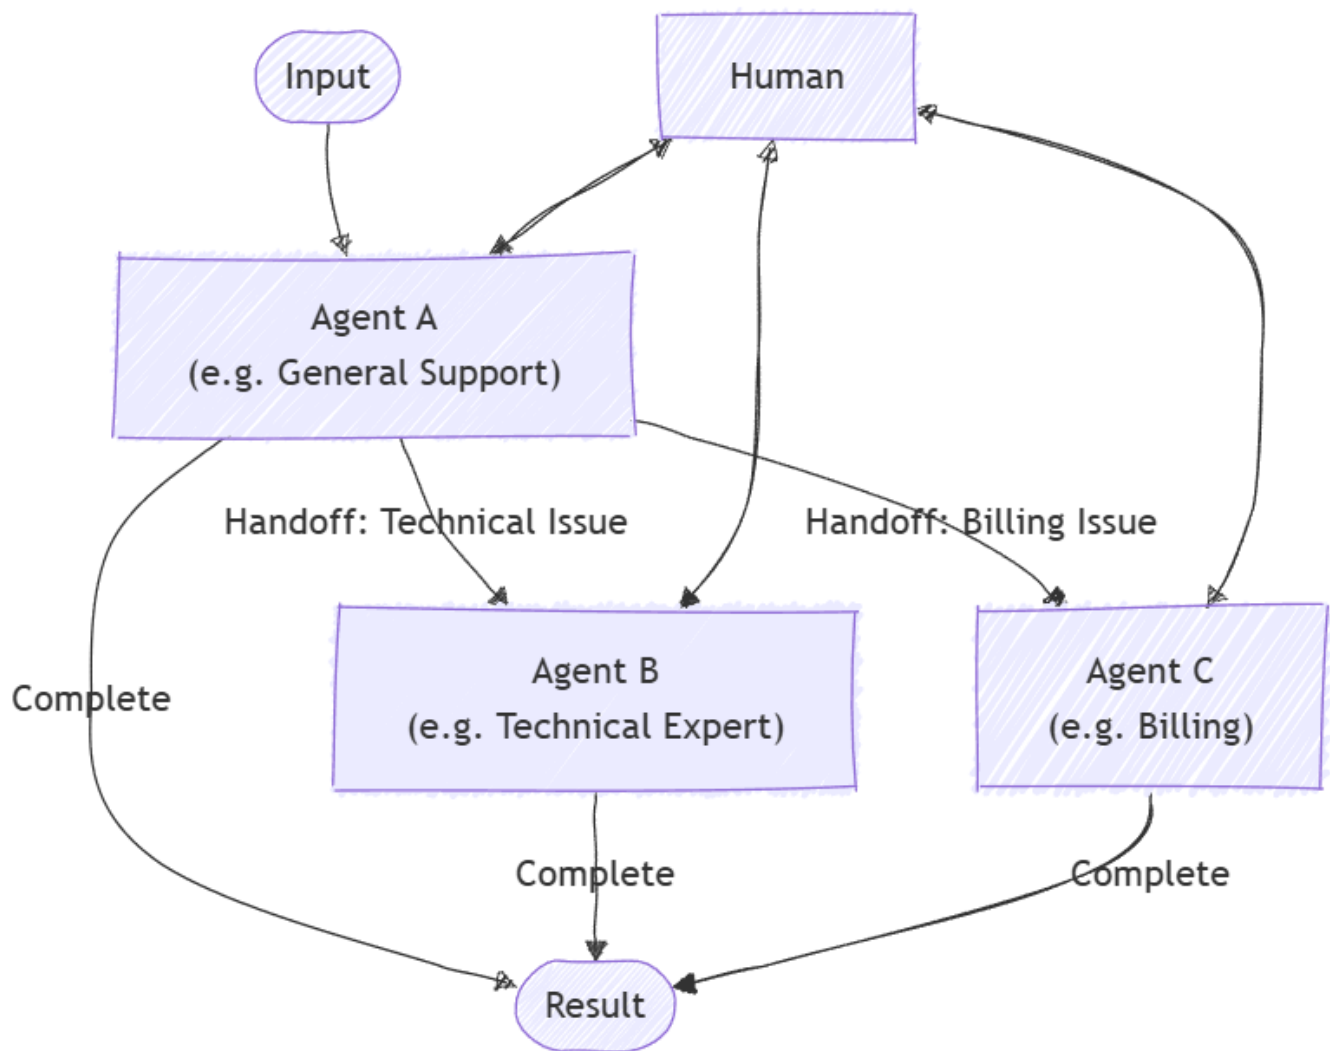 Input
Human
Agent A
(e.g. General Support)
Handoff: Technical Issue
Handoff: Billing Issue
Agent B
(e.g. Technical Expert)
Agent C
(e.g. Billing)
Complete
Complete
Complete
Result